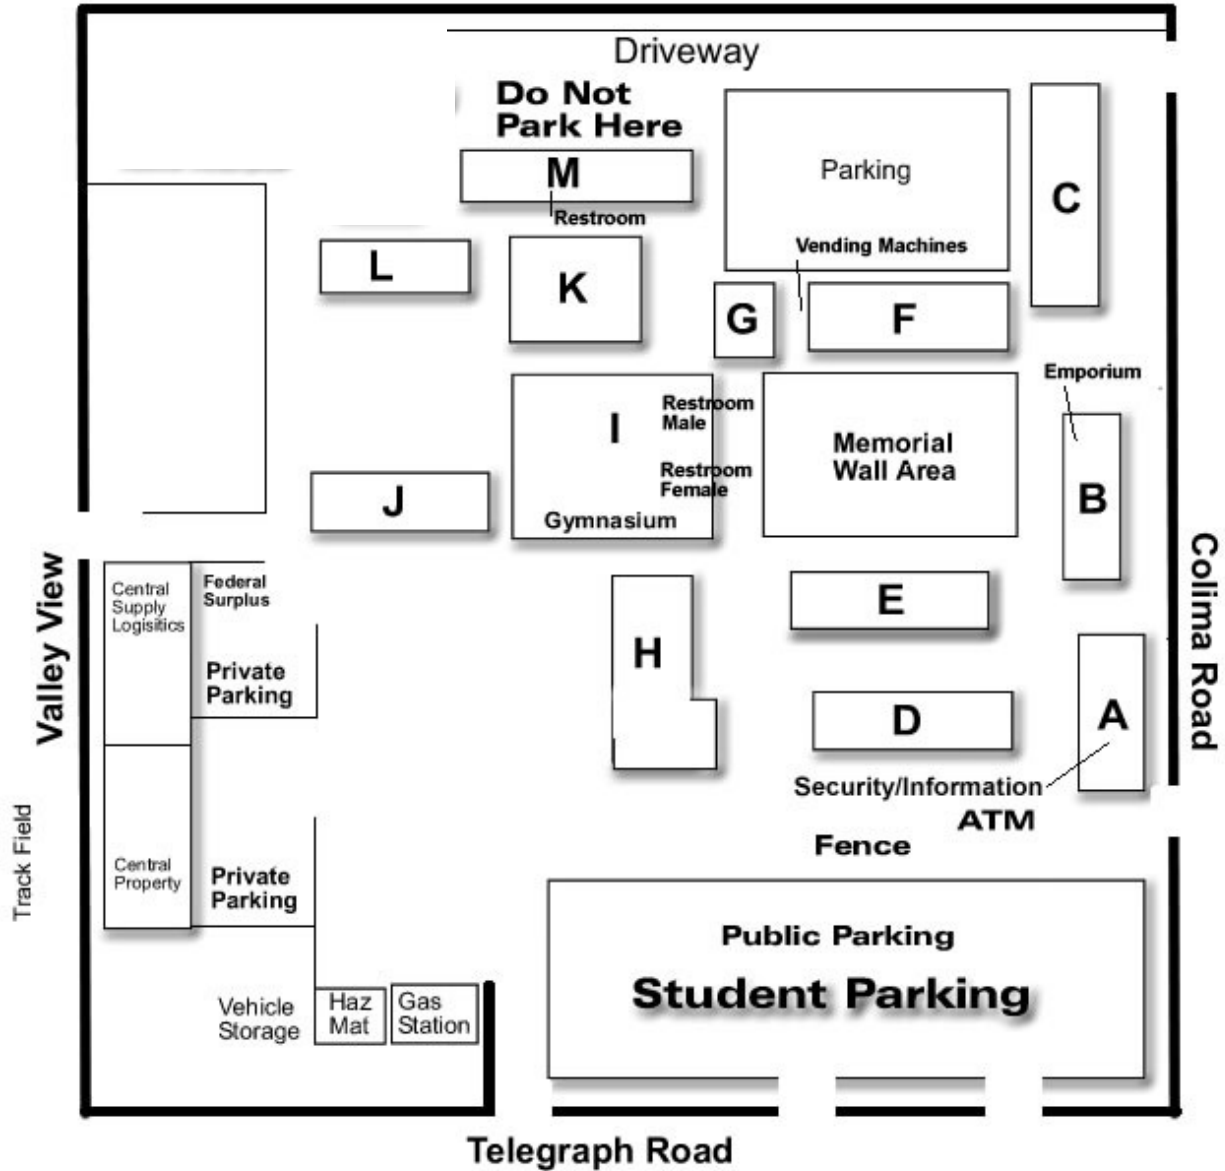 Driveway
Do Not
Park Here
M
Restroom
Parking
C
Vending Machines
L
K
G
F
Emporium
I
Restroom
Male
Restroom
Female
Gymnasium
Memorial
Wall Area
B
J
Valley View
Colima Road
Central
Supply
Logisitics
Federal
Surplus
Private
Parking
E
H
D
A
Security/Information
ATM
Fence
Track Field
Central
Property
Private
Parking
Public Parking
Student Parking
Vehicle
Storage
Haz
Mat
Gas
Station
Telegraph Road